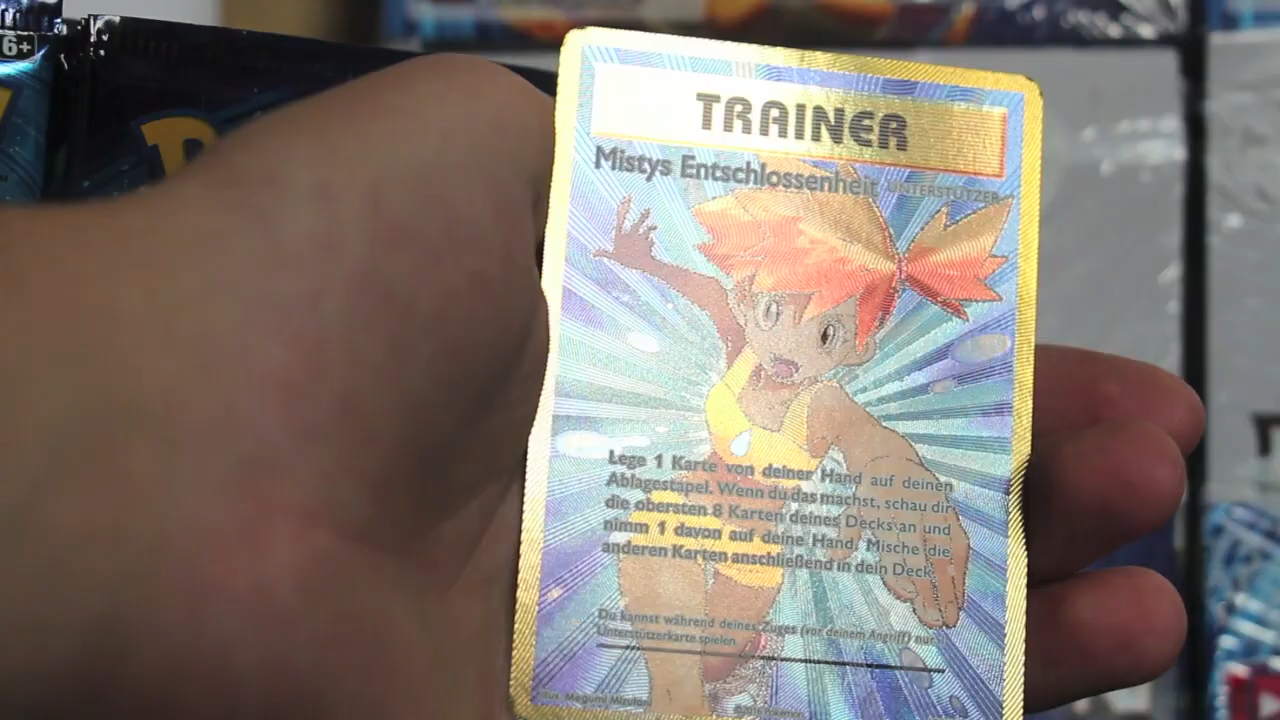 6+
TRAINER
Mistys Entschlossenheit UNTERSTÜTZER
Lege 1 Karte von deiner Hand auf deinen
Ablagestapel. Wenn du das machst, schau dir
die obersten 8 Karten deines Decks an und
nimm 1 davon auf deine Hand. Mische die
anderen Karten anschließend in dein Deck.
Du kannst während deines Zuges (vor deinem Angriff) nur 1
Unterstützerkarte spielen.
Illus. Megumi Mizutani